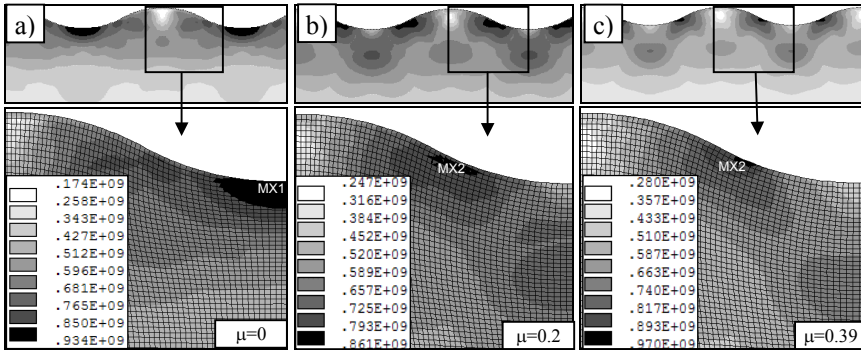 a)
b)
c)
MX1
.174E+09
.258E+09
.343E+09
.427E+09
.512E+09
.596E+09
.681E+09
.765E+09
.850E+09
.934E+09
μ=0
MX2
.247E+09
.316E+09
.384E+09
.452E+09
.520E+09
.589E+09
.657E+09
.725E+09
.793E+09
.861E+09
μ=0.2
MX2
.280E+09
.357E+09
.433E+09
.510E+09
.587E+09
.663E+09
.740E+09
.817E+09
.893E+09
.970E+09
μ=0.39